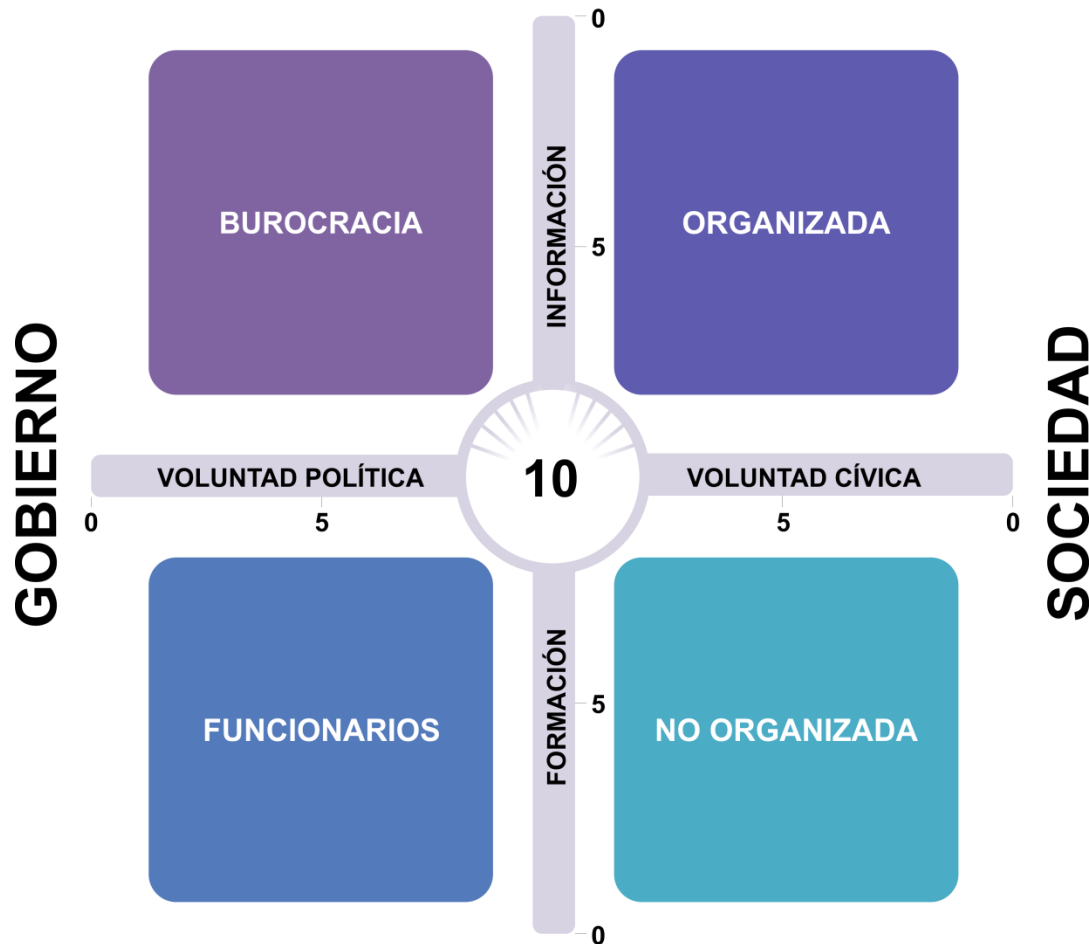 0
BUROCRACIA
ORGANIZADA
INFORMACIÓN
5
GOBIERNO
SOCIEDAD
VOLUNTAD POLÍTICA
10
VOLUNTAD CÍVICA
0
5
5
0
FORMACIÓN
5
FUNCIONARIOS
NO ORGANIZADA
0